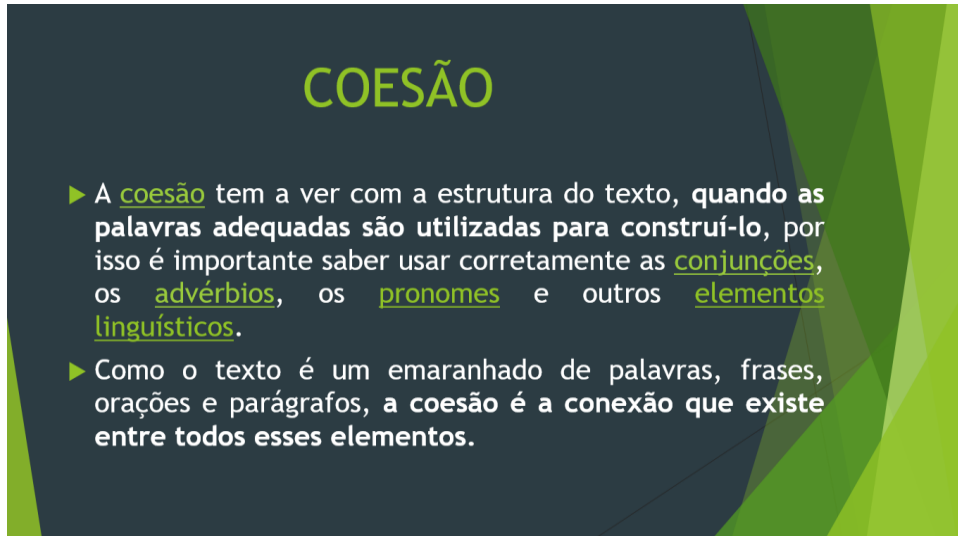 COESÃO
A coesão tem a ver com a estrutura do texto, quando as
palavras adequadas são utilizadas para construí-lo, por
isso é importante saber usar corretamente as conjunções,
os advérbios, os pronomes e outros elementos
linguísticos.
Como o texto é um emaranhado de palavras, frases,
orações e parágrafos, a coesão é a conexão que existe
entre todos esses elementos.